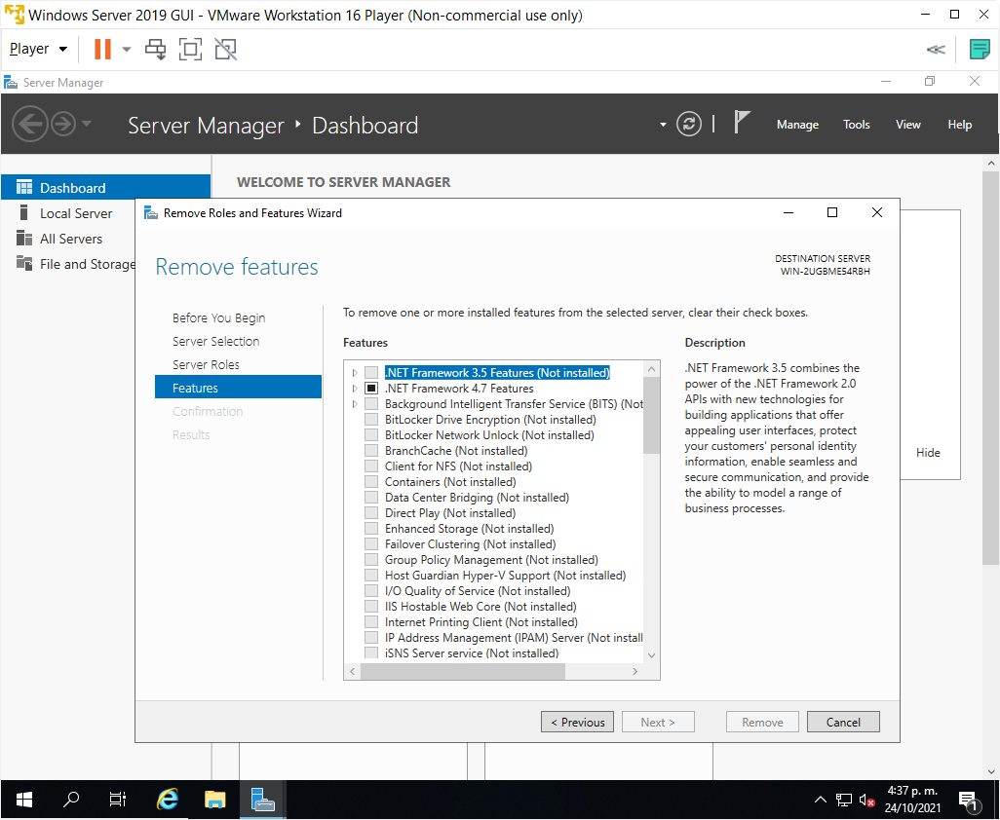 Windows Server 2019 GUI - VMware Workstation 16 Player (Non-commercial use only)
Player
Server Manager
Server Manager
Dashboard
Manage
Tools
View
Help
Dashboard
Local Server
All Servers
File and Storage
WELCOME TO SERVER MANAGER
Remove Roles and Features Wizard
Remove features
DESTINATION SERVER
WIN-2UGBME54RBH
Before You Begin
Server Selection
Server Roles
Features
Confirmation
Results
To remove one or more installed features from the selected server, clear their check boxes.
Features
.NET Framework 3.5 Features (Not installed)
.NET Framework 4.7 Features
Background Intelligent Transfer Service (BITS) (Not
BitLocker Drive Encryption (Not installed)
BitLocker Network Unlock (Not installed)
BranchCache (Not installed)
Client for NFS (Not installed)
Containers (Not installed)
Data Center Bridging (Not installed)
Direct Play (Not installed)
Enhanced Storage (Not installed)
Failover Clustering (Not installed)
Group Policy Management (Not installed)
Host Guardian Hyper-V Support (Not installed)
I/O Quality of Service (Not installed)
IIS Hostable Web Core (Not installed)
Internet Printing Client (Not installed)
IP Address Management (IPAM) Server (Not install
iSNS Server service (Not installed)
Description
.NET Framework 3.5 combines the
power of the .NET Framework 2.0
APIs with new technologies for
building applications that offer
appealing user interfaces, protect
your customers' personal identity
information, enable seamless and
secure communication, and provide
the ability to model a range of
business processes.
Hide
< Previous
Next >
Remove
Cancel
4:37 p. m.
24/10/2021
1